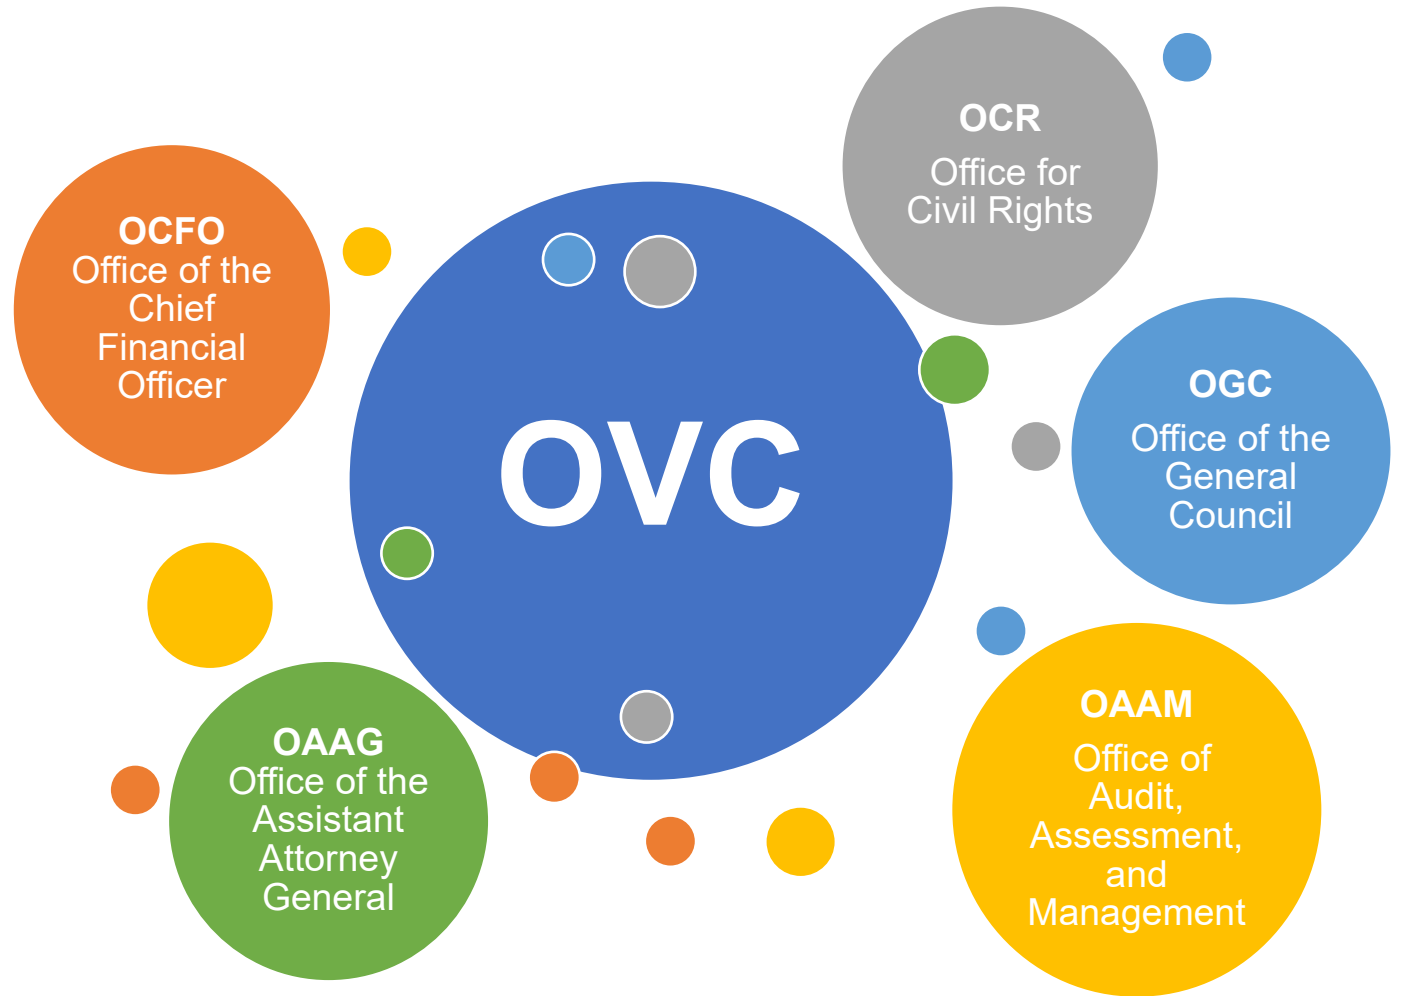 OCR
Office for
Civil Rights
OCFO
Office of the
Chief
Financial
Officer
OVC
OGC
Office of the
General
Council
OAAG
Office of the
Assistant
Attorney
General
OAAM
Office of
Audit,
Assessment,
and
Management